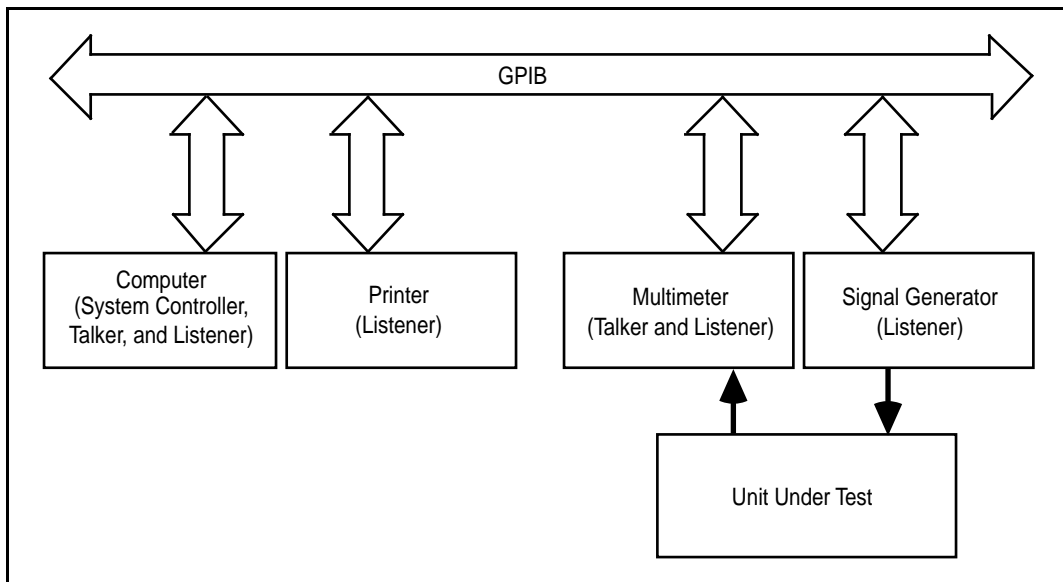 GPIB
Computer
(System Controller,
Talker, and Listener)
Printer
(Listener)
Multimeter
(Talker and Listener)
Signal Generator
(Listener)
Unit Under Test